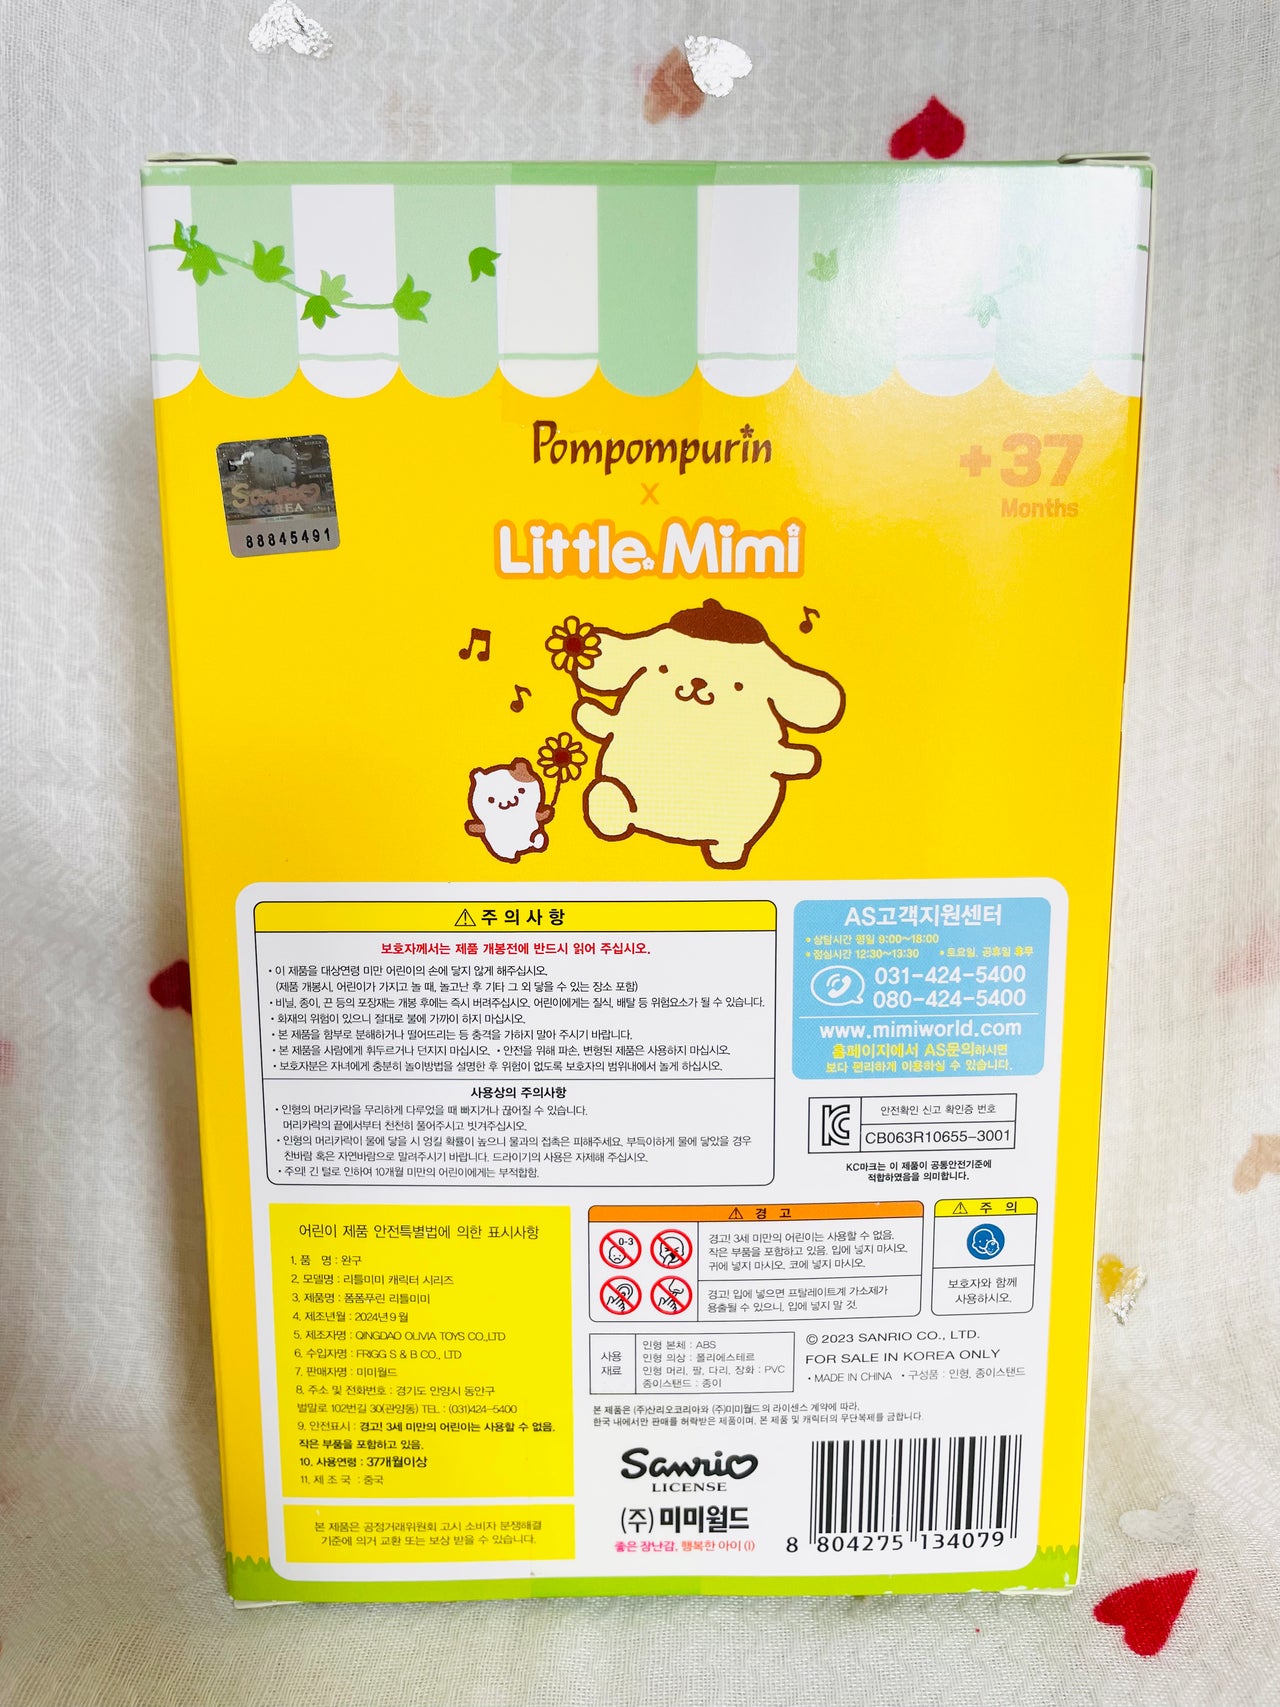 Pompompurin
X
Little Mimi
+37
Months
Sanrio
KOREA
88845491
⚠주의사항
보호자께서는 제품 개봉전에 반드시 읽어 주십시오.
• 이 제품을 대상연령 미만 어린이의 손에 닿지 않게 해주십시오.
(제품 개봉시, 어린이가 가지고 놀 때, 놀고난 후 기타 그 외 닿을 수 있는 장소 포함)
• 비닐, 종이, 끈 등의 포장재는 개봉 후에는 즉시 버려주십시오. 어린이에게는 질식, 배탈 등 위험요소가 될 수 있습니다.
• 화재의 위험이 있으니 절대로 불에 가까이 하지 마십시오.
• 본 제품을 함부로 분해하거나 떨어뜨리는 등 충격을 가하지 말아 주시기 바랍니다.
• 본 제품을 사람에게 휘두르거나 던지지 마십시오. • 안전을 위해 파손, 변형된 제품은 사용하지 마십시오.
• 보호자분은 자녀에게 충분히 놀이방법을 설명한 후 위험이 없도록 보호자의 범위내에서 놀게 하십시오.
사용상의 주의사항
• 인형의 머리카락을 무리하게 다루었을 때 빠지거나 끊어질 수 있습니다.
머리카락의 끝에서부터 천천히 풀어주시고 빗겨주십시오.
• 인형의 머리카락이 물에 닿을 시 엉킬 확률이 높으니 물과의 접촉은 피해주세요. 부득이하게 물에 닿았을 경우
찬바람 혹은 자연바람으로 말려주시기 바랍니다. 드라이기의 사용은 자제해 주십시오.
• 주의! 긴 털로 인하여 10개월 미만의 어린이에게는 부적합함.
AS고객지원센터
• 상담시간 평일 9:00~18:00
• 점심시간 12:30~13:30 • 토요일, 공휴일 휴무
031-424-5400
080-424-5400
www.mimiworld.com
홈페이지에서 AS문의하시면
보다 편리하게 이용하실 수 있습니다.
KC
안전확인 신고 확인증 번호
CB063R10655-3001
KC마크는 이 제품이 공통안전기준에
적합하였음을 의미합니다.
어린이 제품 안전특별법에 의한 표시사항
1. 품 명 : 완구
2. 모델명 : 리틀미미 캐릭터 시리즈
3. 제품명 : 폼폼푸린 리틀미미
4. 제조년월 : 2024년 9월
5. 제조자명 : QINGDAO OLIVIA TOYS CO.,LTD
6. 수입자명 : FRIGG S & B CO., LTD
7. 판매자명 : 미미월드
8. 주소 및 전화번호 : 경기도 안양시 동안구
벌말로 102번길 30(관양동) TEL : (031)424-5400
9. 안전표시 : 경고! 3세 미만의 어린이는 사용할 수 없음.
작은 부품을 포함하고 있음.
10. 사용연령 : 37개월이상
11. 제 조 국 : 중국
본 제품은 공정거래위원회 고시 소비자 분쟁해결
기준에 의거 교환 또는 보상 받을 수 있습니다.
⚠ 경 고
0-3
경고! 3세 미만의 어린이는 사용할 수 없음.
작은 부품을 포함하고 있음. 입에 넣지 마시오.
귀에 넣지 마시오. 코에 넣지 마시오.
경고! 입에 넣으면 프탈레이트계 가소제가
용출될 수 있으니, 입에 넣지 말 것.
⚠ 주 의
보호자와 함께
사용하시오.
사용
재료
인형 본체 : ABS
인형 의상 : 폴리에스테르
인형 머리, 팔, 다리, 장화 : PVC
종이스탠드 : 종이
© 2023 SANRIO CO., LTD.
FOR SALE IN KOREA ONLY
• MADE IN CHINA • 구성품 : 인형, 종이스탠드
본 제품은 (주)산리오코리아와 (주)미미월드의 라이센스 계약에 따라,
한국 내에서만 판매를 허락받은 제품이며, 본 제품 및 캐릭터의 무단복제를 금합니다.
Sanrio
LICENSE
(주) 미미월드
좋은 장난감, 행복한 아이 (!)
8 804275 134079